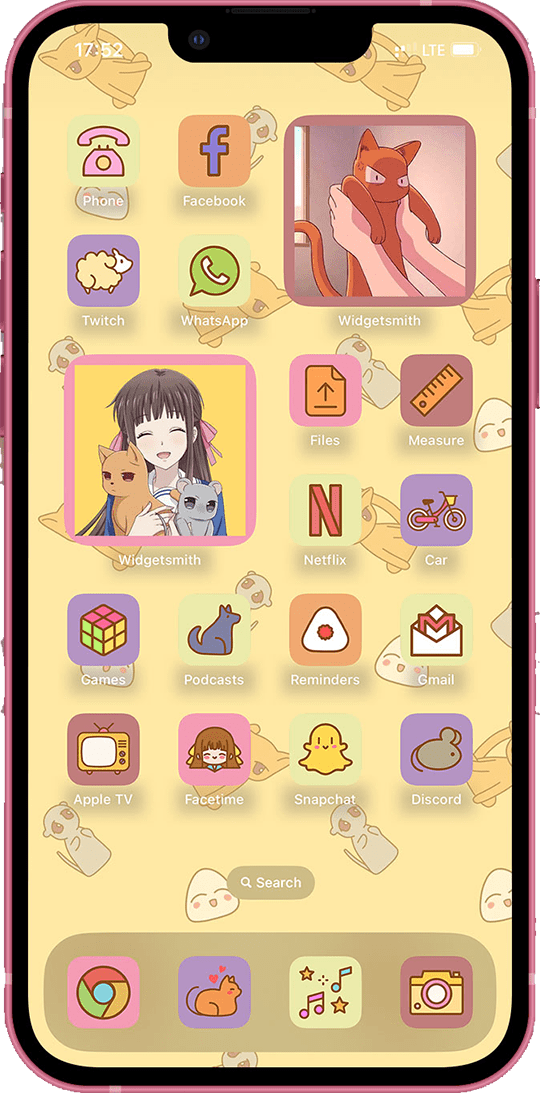 17:52
LTE
Phone
Facebook
Twitch
WhatsApp
Widgetsmith
Widgetsmith
Files
Measure
Netflix
Car
Games
Podcasts
Reminders
Gmail
Apple TV
Facetime
Snapchat
Discord
Search